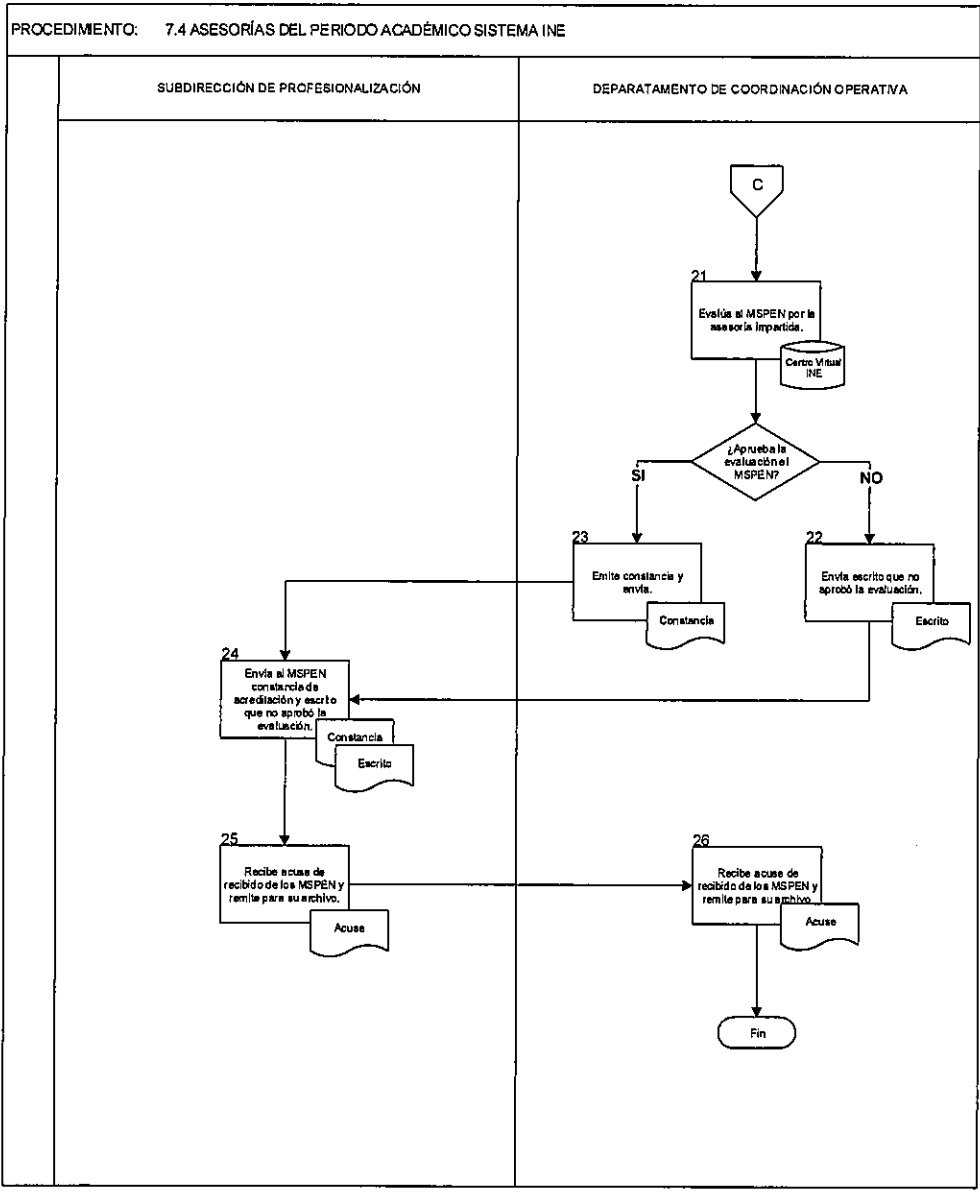 PROCEDIMIENTO: 7.4 ASESORÍAS DEL PERIODO ACADÉMICO SISTEMA INE
SUBDIRECCIÓN DE PROFESIONALIZACIÓN
DEPARATAMENTO DE COORDINACIÓN OPERATIVA
C
21
Evalúa al MSPEN por la
asesoría impartida.
Centro Virtual
INE
¿Aprueba la
evaluación el
MSPEN?
SI
NO
23
Emite constancia y
envía.
Constancia
22
Envía escrito que no
aprobó la evaluación.
Escrito
24
Envía al MSPEN
constancia de
acreditación y escrito
que no aprobó la
evaluación.
Constancia
Escrito
25
Recibe acuse de
recibido de los MSPEN y
remite para su archivo.
Acuse
26
Recibe acuse de
recibido de los MSPEN y
remite para su archivo
Acuse
Fin